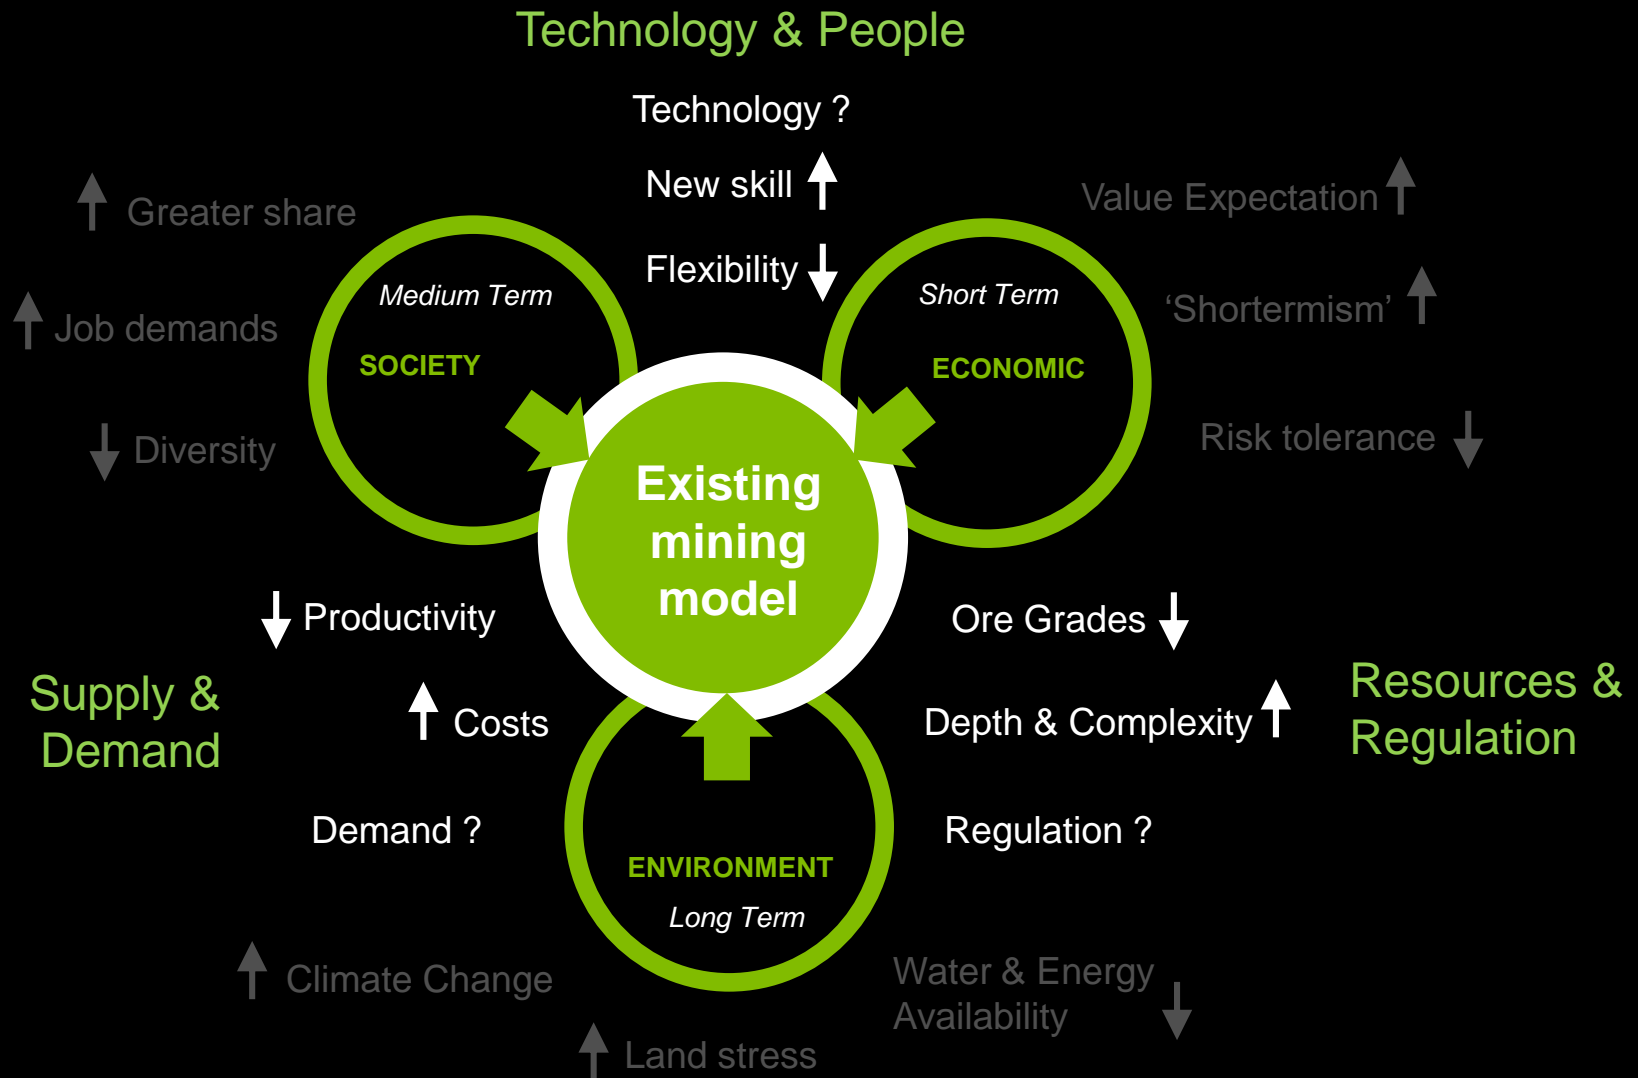 Technology & People
Technology ?
New skill
Flexibility
Greater share
Job demands
Diversity
Value Expectation
‘Shortermism’
Risk tolerance
Medium Term
SOCIETY
Short Term
ECONOMIC
Existing
mining
model
Productivity
Costs
Demand ?
Supply &
Demand
Ore Grades
Depth & Complexity
Regulation ?
Resources &
Regulation
ENVIRONMENT
Long Term
Climate Change
Land stress
Water & Energy
Availability